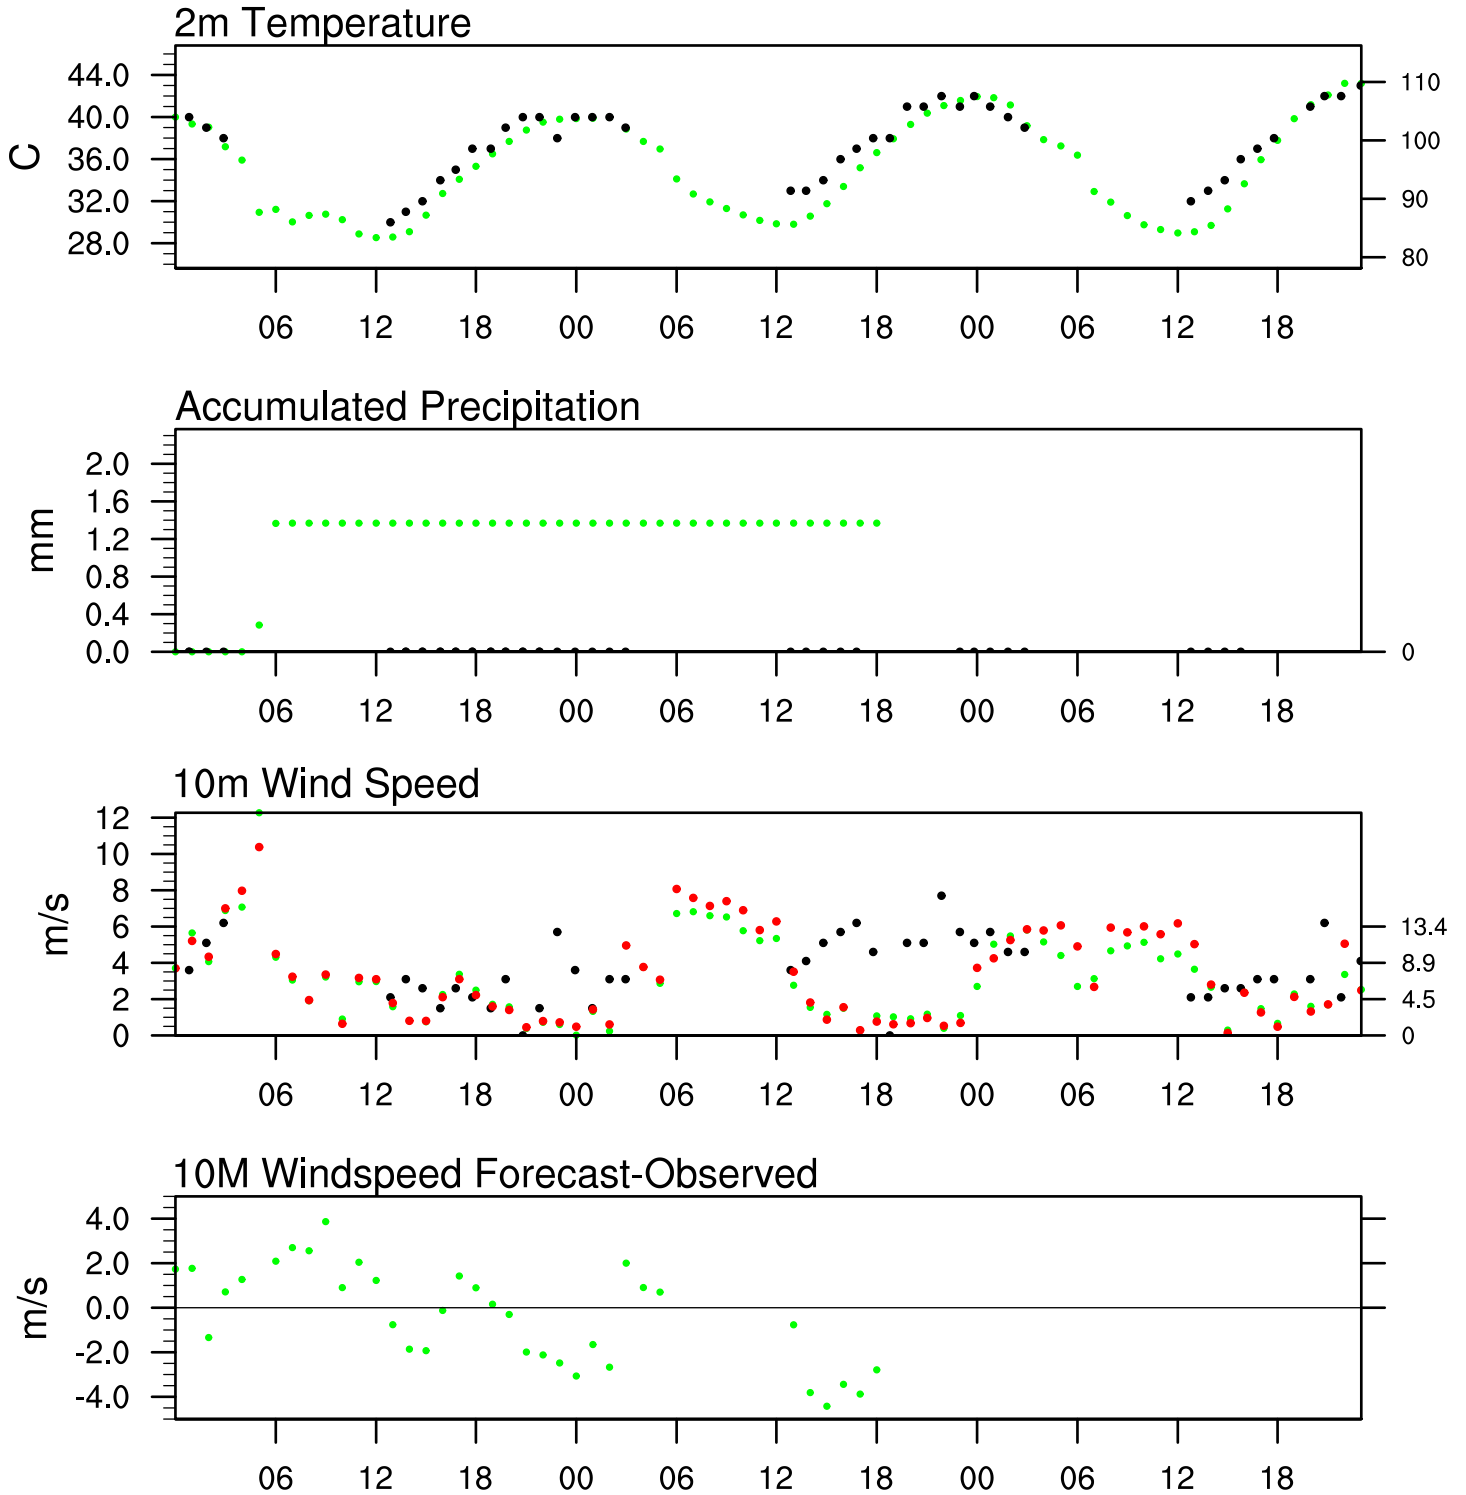 2m Temperature
44.0
40.0
36.0
32.0
28.0
C
110
100
90
80
06 12 18 00 06 12 18 00 06 12 18
Accumulated Precipitation
2.0
1.6
1.2
0.8
0.4
0.0
mm
0
06 12 18 00 06 12 18 00 06 12 18
10m Wind Speed
12
10
8
6
4
2
0
m/s
13.4
8.9
4.5
0
06 12 18 00 06 12 18 00 06 12 18
10M Windspeed Forecast-Observed
4.0
2.0
0.0
-2.0
-4.0
m/s
06 12 18 00 06 12 18 00 06 12 18